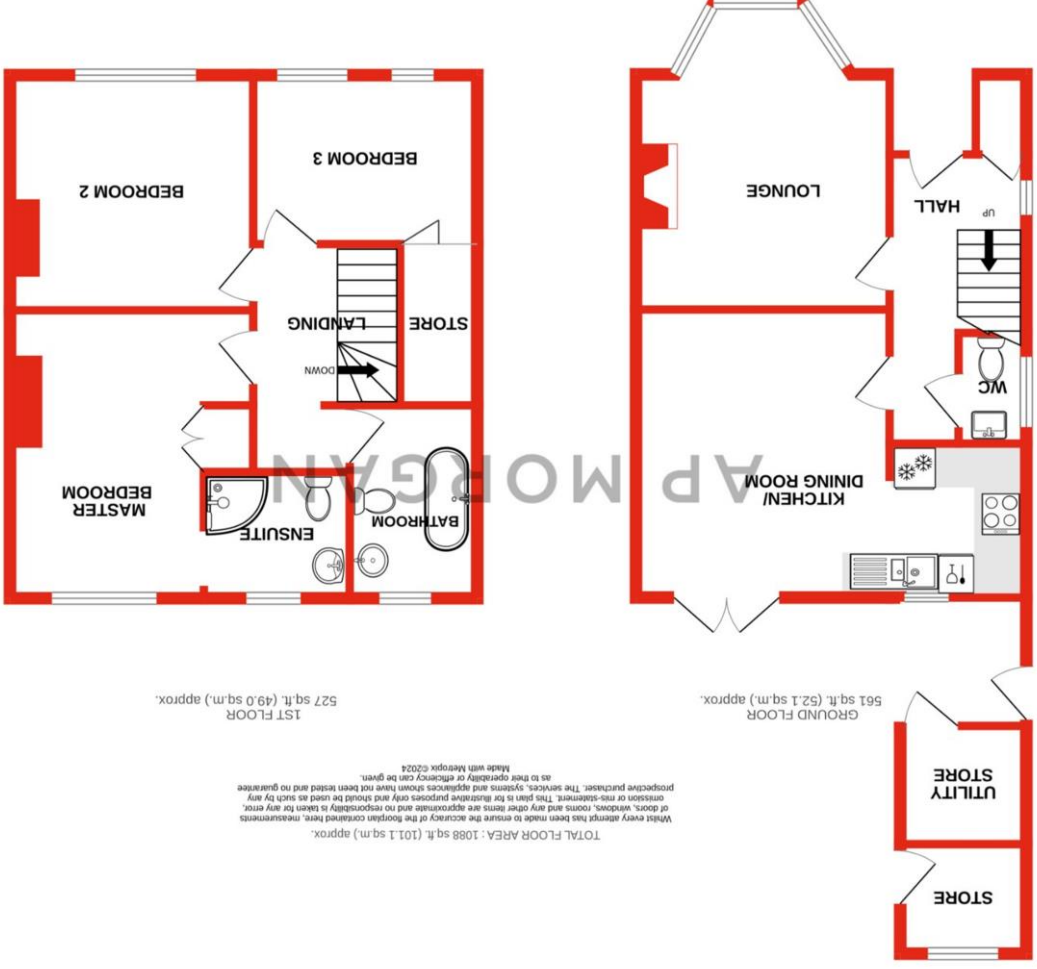 STORE
UTILITY
STORE
TOTAL FLOOR AREA : 1088 sq.ft. (101.1 sq.m.) approx.
Whilst every attempt has been made to ensure the accuracy of the floorplan contained here, measurements
of doors, windows, rooms and any other items are approximate and no responsibility is taken for any error,
omission or mis-statement. This plan is for illustrative purposes only and should be used as such by any
prospective purchaser. The services, systems and appliances shown have not been tested and no guarantee
as to their operability or efficiency can be given.
Made with Metropix ©2024
GROUND FLOOR
561 sq.ft. (52.1 sq.m.) approx.
1ST FLOOR
527 sq.ft. (49.0 sq.m.) approx.
KITCHEN/
DINING ROOM
WC
UP
HALL
LOUNGE
BATHROOM
ENSUITE
MASTER
BEDROOM
DOWN
STORE
LANDING
BEDROOM 2
BEDROOM 3
AP MORGAN